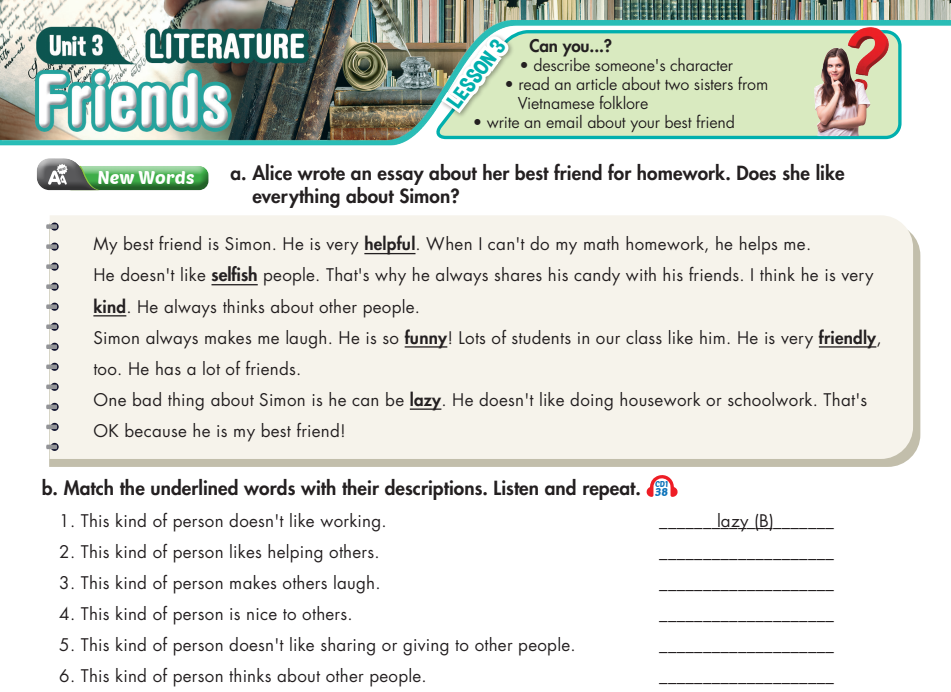 Unit 3 LITERATURE
Friends
LESSON 3
Can you...?
• describe someone's character
• read an article about two sisters from
Vietnamese folklore
• write an email about your best friend
New Words
a. Alice wrote an essay about her best friend for homework. Does she like
everything about Simon?
My best friend is Simon. He is very helpful. When I can't do my math homework, he helps me.
He doesn't like selfish people. That's why he always shares his candy with his friends. I think he is very
kind. He always thinks about other people.
Simon always makes me laugh. He is so funny! Lots of students in our class like him. He is very friendly,
too. He has a lot of friends.
One bad thing about Simon is he can be lazy. He doesn't like doing housework or schoolwork. That's
OK because he is my best friend!
b. Match the underlined words with their descriptions. Listen and repeat. CD1 38
1. This kind of person doesn't like working. ______lazy (B)______
2. This kind of person likes helping others. __________________
3. This kind of person makes others laugh. __________________
4. This kind of person is nice to others. __________________
5. This kind of person doesn't like sharing or giving to other people. __________________
6. This kind of person thinks about other people. __________________